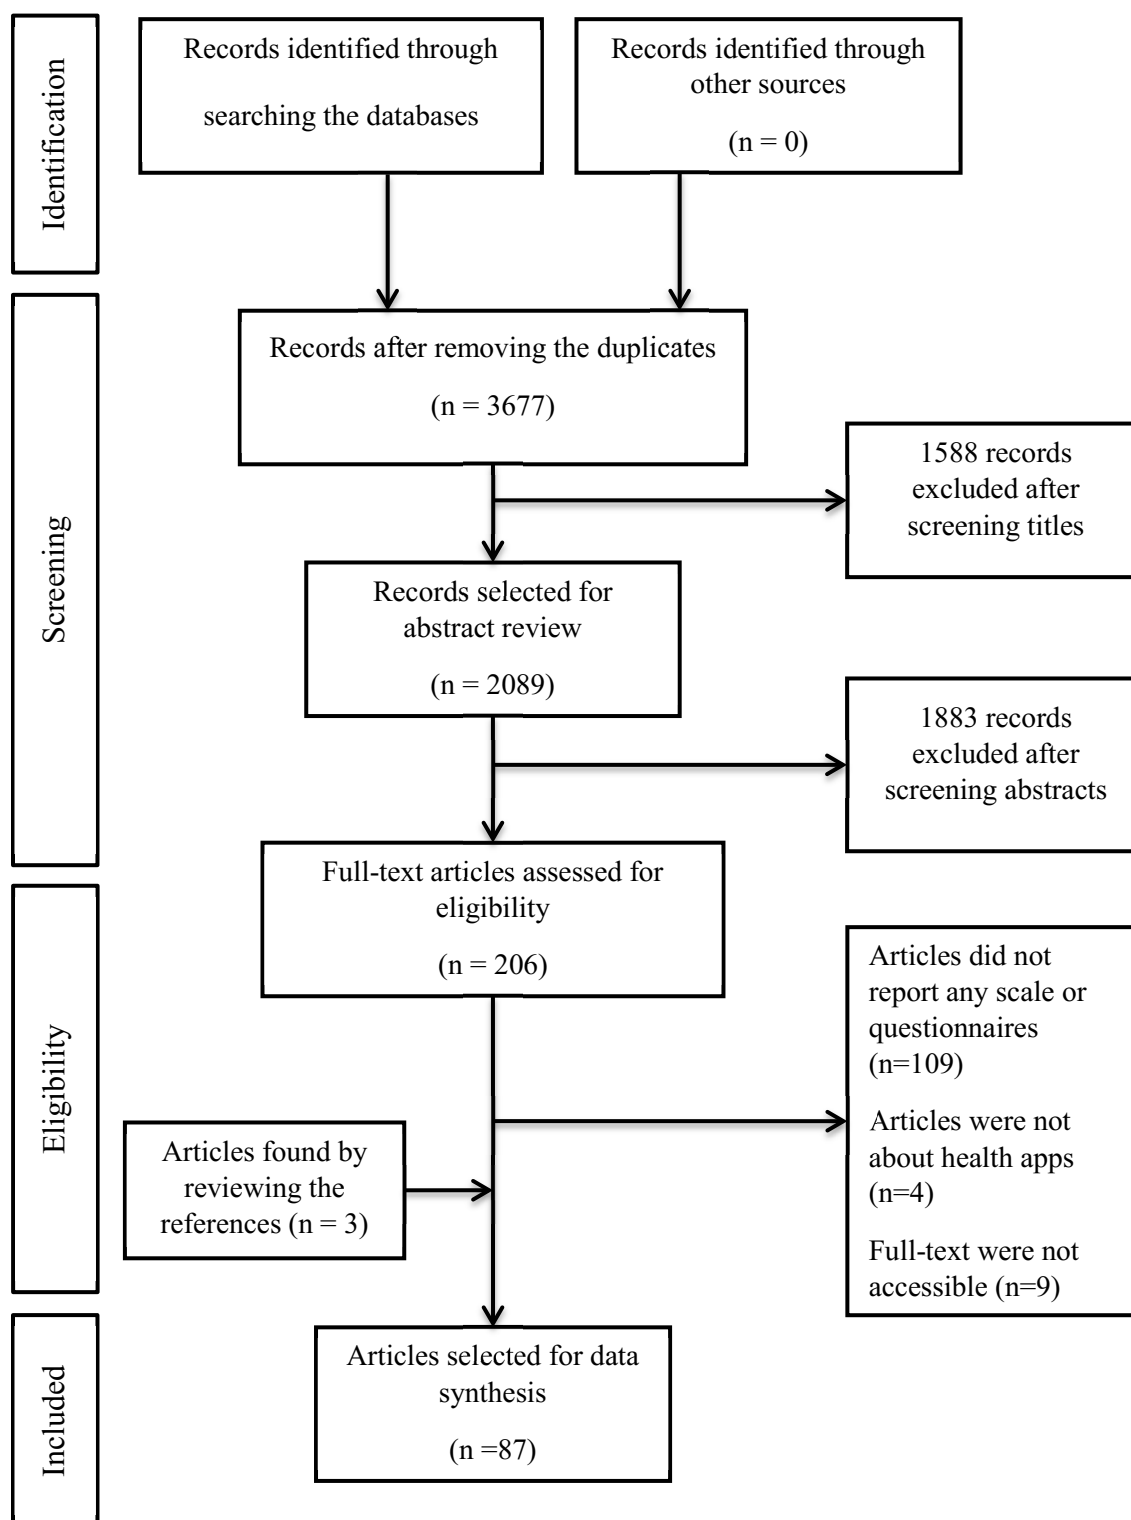 Identification
Records identified through
searching the databases
Records identified through
other sources
(n = 0)
Screening
Records after removing the duplicates
(n = 3677)
1588 records
excluded after
screening titles
Records selected for
abstract review
(n = 2089)
1883 records
excluded after
screening abstracts
Full-text articles assessed for
eligibility
(n = 206)
Eligibility
Articles did not
report any scale or
questionnaires
(n=109)
Articles were not
about health apps
(n=4)
Full-text were not
accessible (n=9)
Articles found by
reviewing the
references (n = 3)
Included
Articles selected for data
synthesis
(n =87)